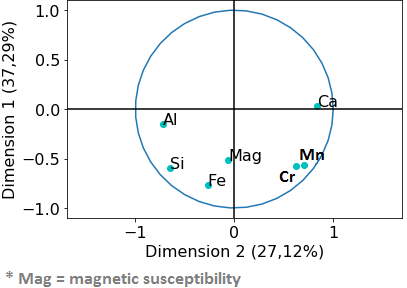 1.0
0.5
0.0
−0.5
−1.0
Dimension 1 (37,29%)
Ca
Al
Si
Fe
Mag
Mn
Cr
−1
0
1
Dimension 2 (27,12%)
* Mag = magnetic susceptibility